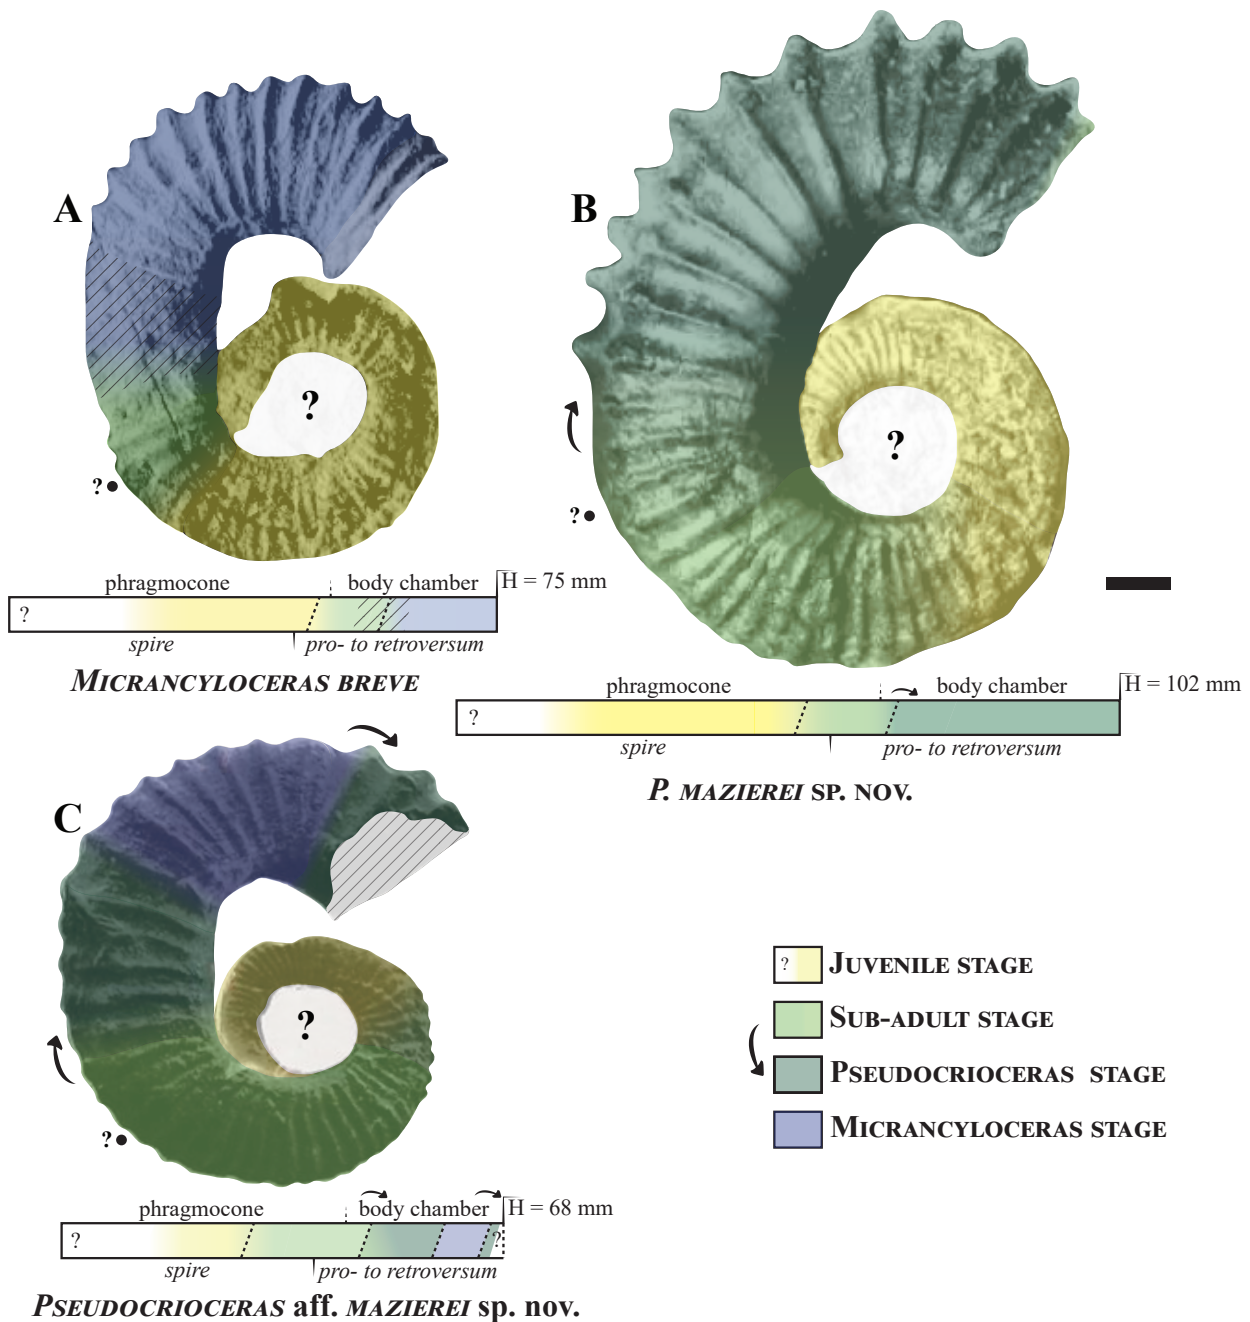 A
B
?
?
? •
? •
phragmocone body chamber H = 75 mm
?
spire pro- to retroversum
MICRANCYLOCERAS BREVE
phragmocone body chamber H = 102 mm
?
spire pro- to retroversum
P. MAZIEREI SP. NOV.
C
?
? •
phragmocone body chamber H = 68 mm
? ?
spire pro- to retroversum
PSEUDOCRIOCERAS aff. MAZIEREI sp. nov.
? JUVENILE STAGE
SUB-ADULT STAGE
PSEUDOCRIOCERAS STAGE
MICRANCYLOCERAS STAGE